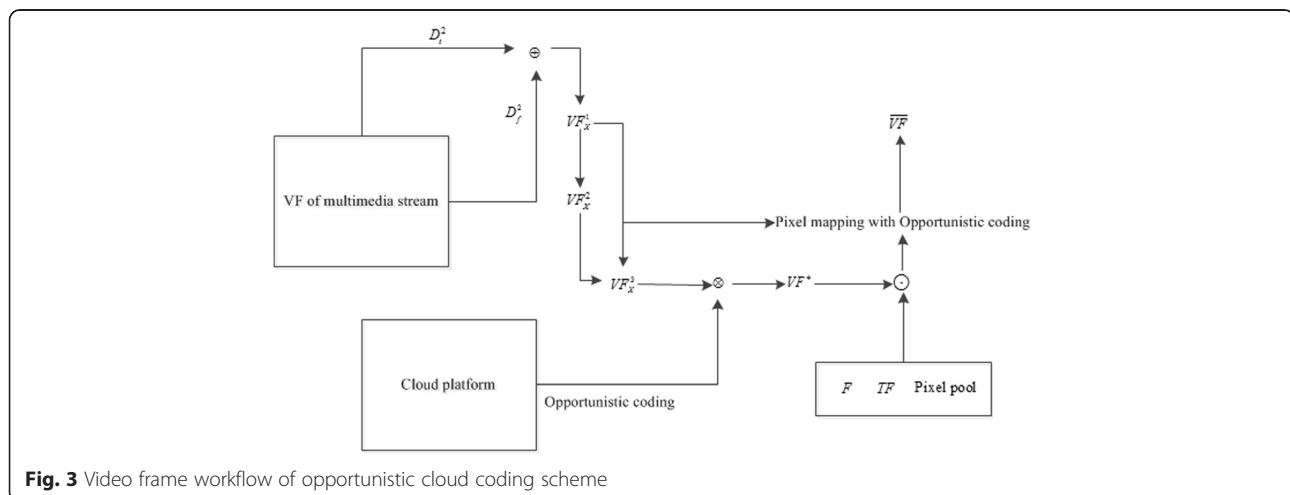 D_t^2
⊕
D_f^2
VF_x^1
\overline{VF}
VF of multimedia stream
VF_x^2
Pixel mapping with Opportunistic coding
VF_x^3 ⊗ VF* ⊙
Cloud platform
Opportunistic coding
F TF Pixel pool
Fig. 3 Video frame workflow of opportunistic cloud coding scheme